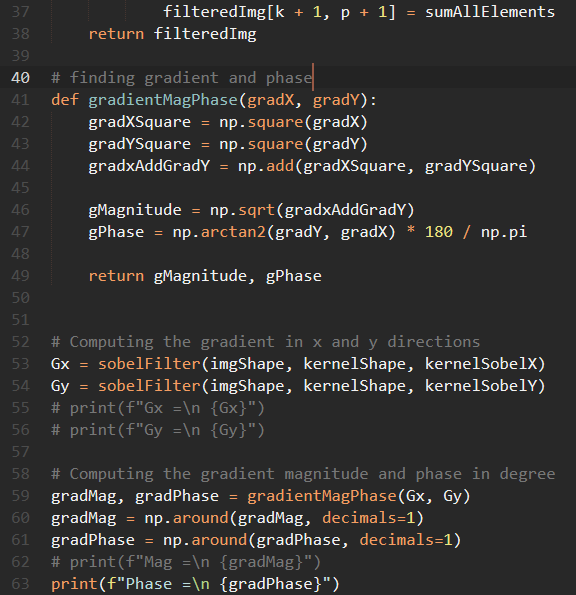 37 filteredImg[k + 1, p + 1] = sumAllElements
38 return filteredImg
39
40 # finding gradient and phase
41 def gradientMagPhase(gradX, gradY):
42 gradXSquare = np.square(gradX)
43 gradYSquare = np.square(gradY)
44 gradxAddGradY = np.add(gradXSquare, gradYSquare)
45
46 gMagnitude = np.sqrt(gradxAddGradY)
47 gPhase = np.arctan2(gradY, gradX) * 180 / np.pi
48
49 return gMagnitude, gPhase
50
51
52 # Computing the gradient in x and y directions
53 Gx = sobelFilter(imgShape, kernelShape, kernelSobelX)
54 Gy = sobelFilter(imgShape, kernelShape, kernelSobelY)
55 # print(f"Gx =\n {Gx}")
56 # print(f"Gy =\n {Gy}")
57
58 # Computing the gradient magnitude and phase in degree
59 gradMag, gradPhase = gradientMagPhase(Gx, Gy)
60 gradMag = np.around(gradMag, decimals=1)
61 gradPhase = np.around(gradPhase, decimals=1)
62 # print(f"Mag =\n {gradMag}")
63 print(f"Phase =\n {gradPhase}")